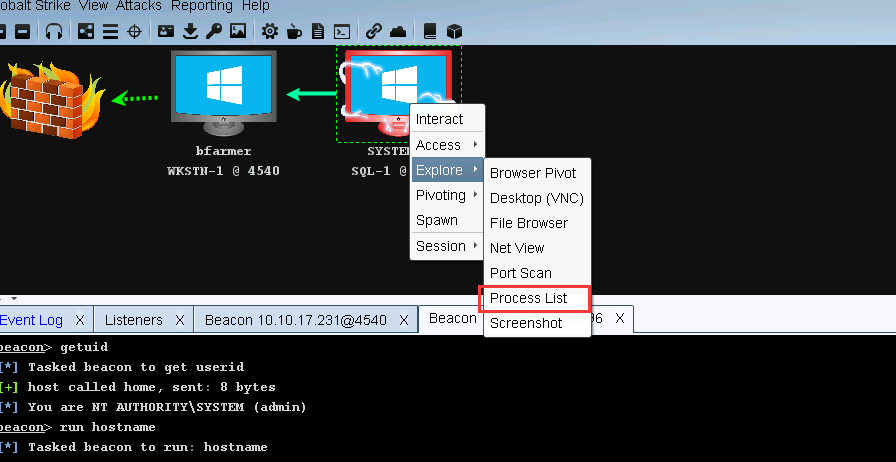 obalt Strike View Attacks Reporting Help
bfarmer
WKSTN-1 @ 4540
SYSTEM
SQL-1 @
Interact
Access
Explore
Pivoting
Spawn
Session
Browser Pivot
Desktop (VNC)
File Browser
Net View
Port Scan
Process List
Screenshot
Event Log X Listeners X Beacon 10.10.17.231@4540 X Beacon 96 X
beacon> getuid
[*] Tasked beacon to get userid
[+] host called home, sent: 8 bytes
[*] You are NT AUTHORITY\SYSTEM (admin)
beacon> run hostname
[*] Tasked beacon to run: hostname